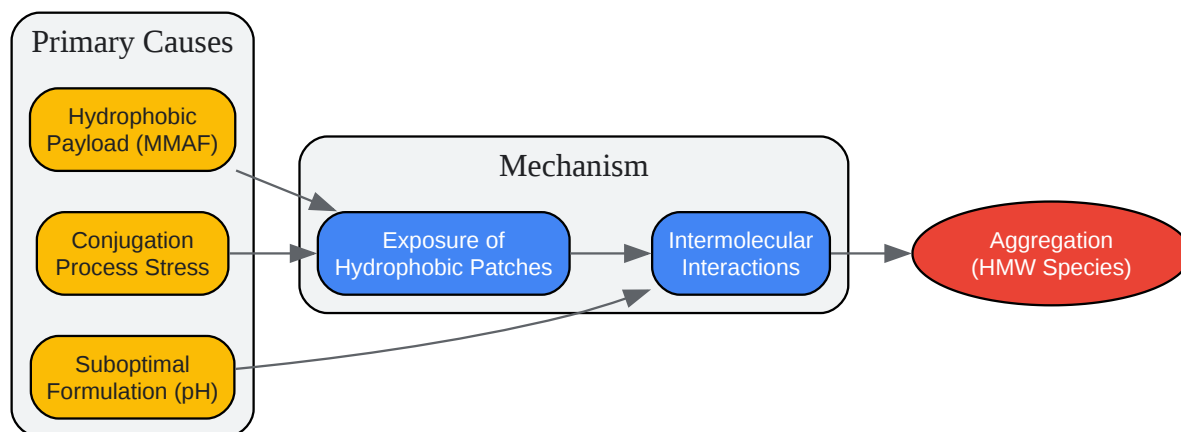 Primary Causes
Hydrophobic
Payload (MMAF)
Conjugation
Process Stress
Suboptimal
Formulation (pH)
Mechanism
Exposure of
Hydrophobic Patches
Intermolecular
Interactions
Aggregation
(HMW Species)